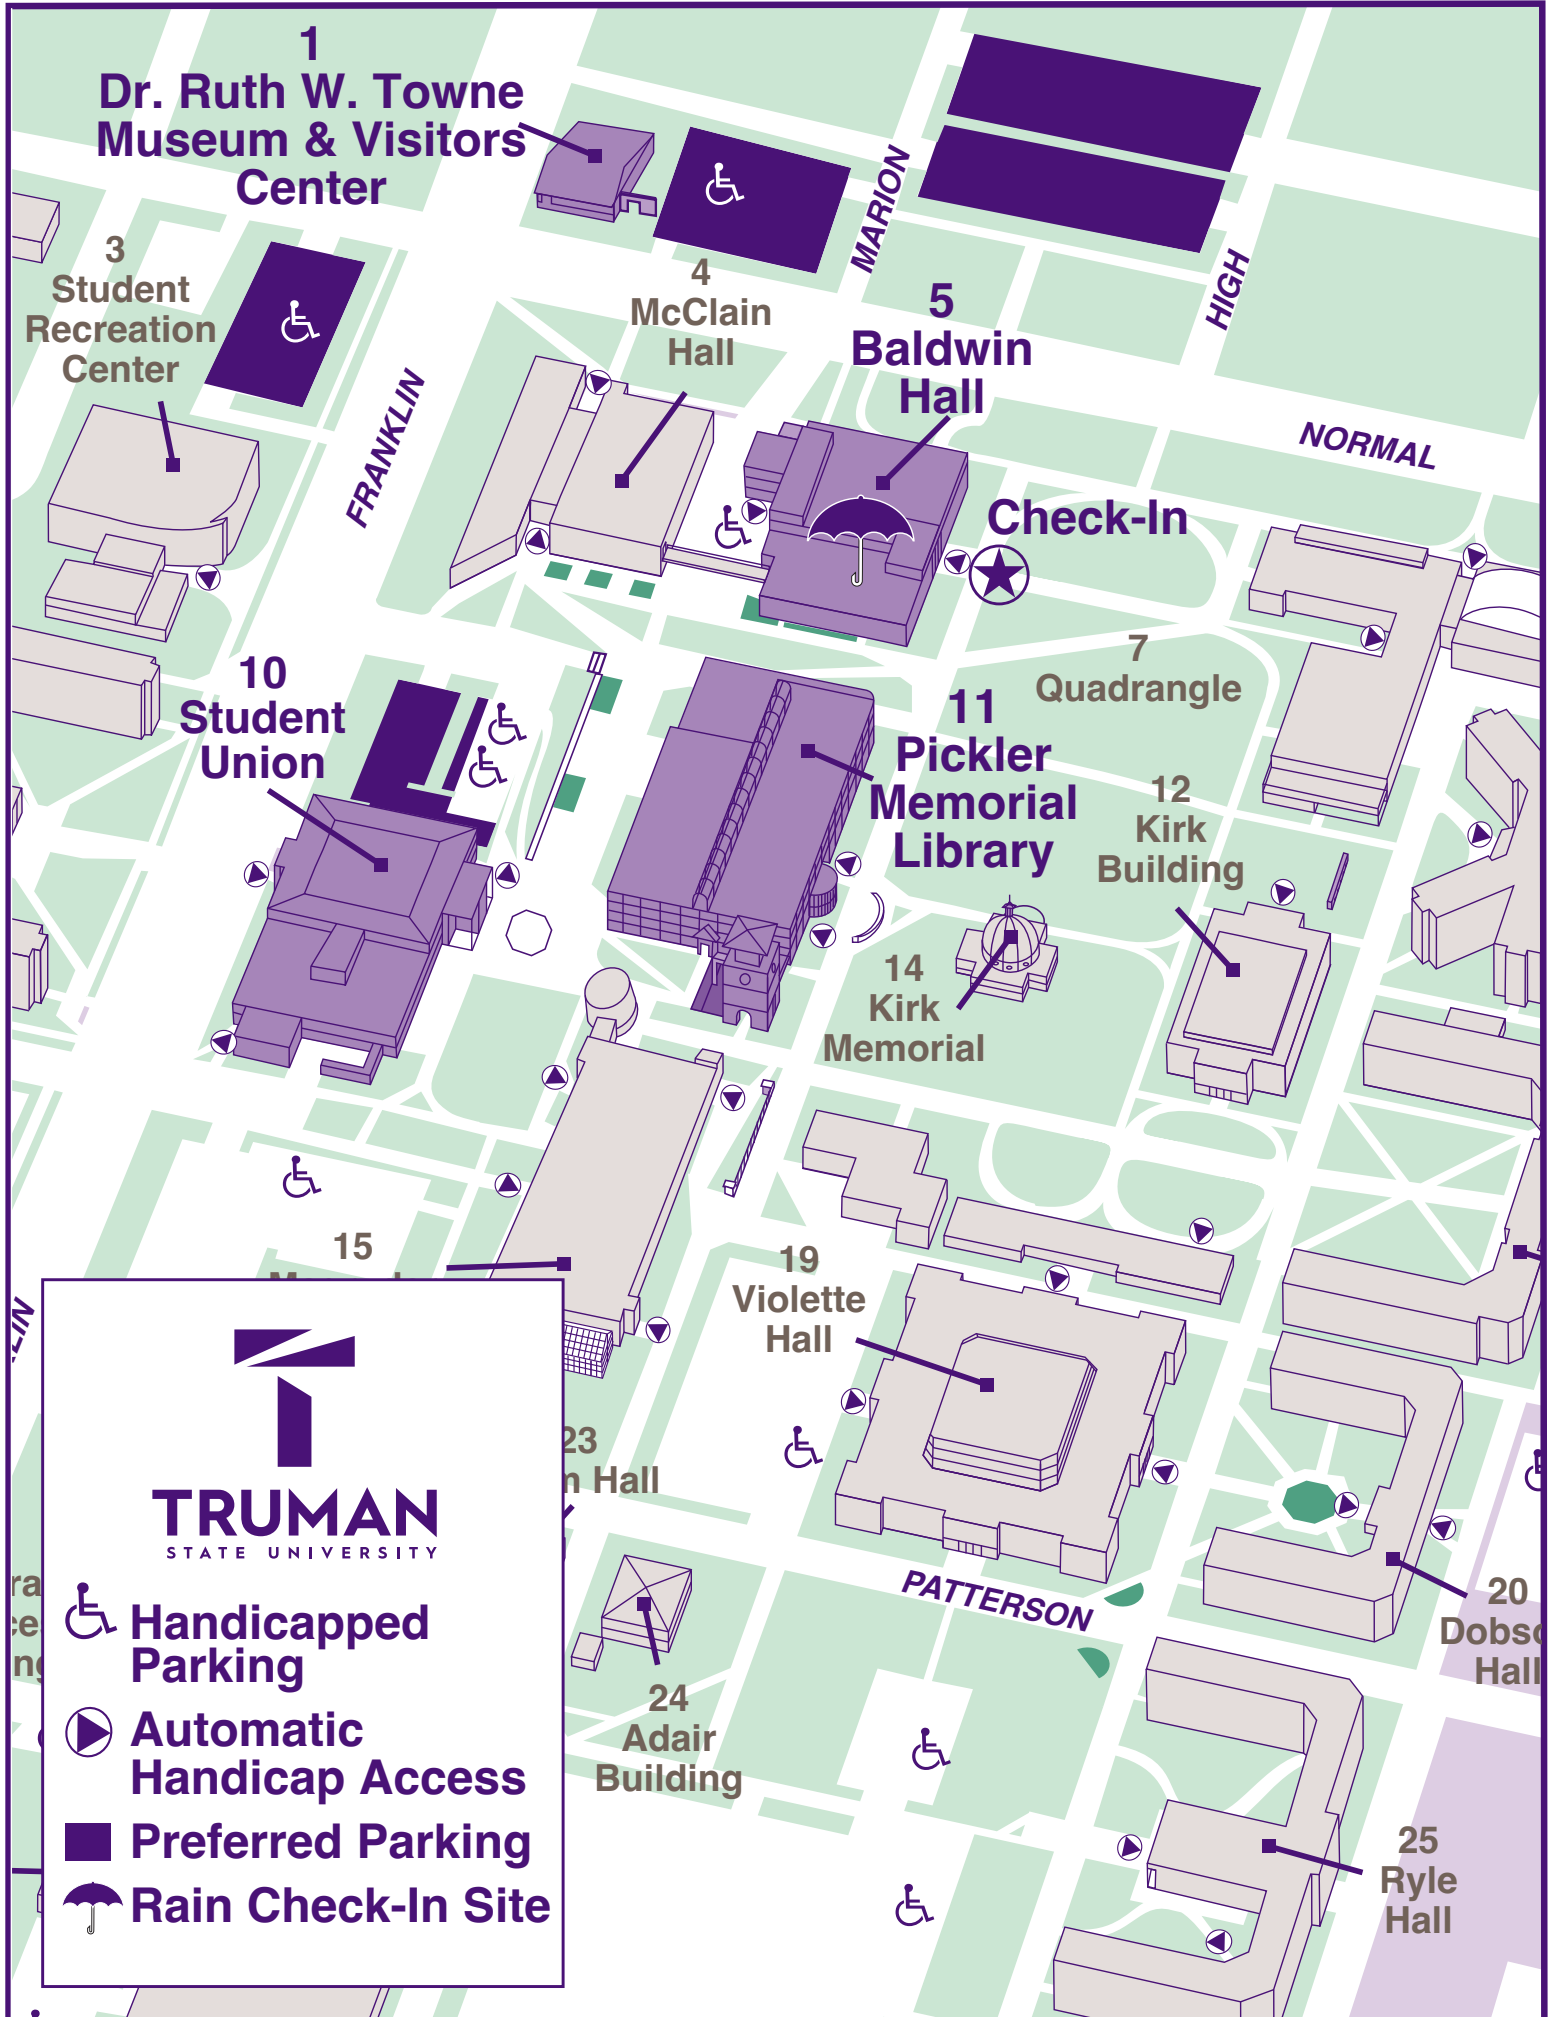 1
Dr. Ruth W. Towne
Museum & Visitors
Center
3
Student
Recreation
Center
4
McClain
Hall
MARION
HIGH
5
Baldwin
Hall
FRANKLIN
NORMAL
Check-In
7
Quadrangle
10
Student
Union
11
Pickler
Memorial
Library
12
Kirk
Building
14
Kirk
Memorial
15
19
Violette
Hall
23
Hall
PATTERSON
20
Hall
24
Adair
Building
25
Ryle
Hall
TRUMAN
STATE UNIVERSITY
Handicapped
Parking
Automatic
Handicap Access
Preferred Parking
Rain Check-In Site